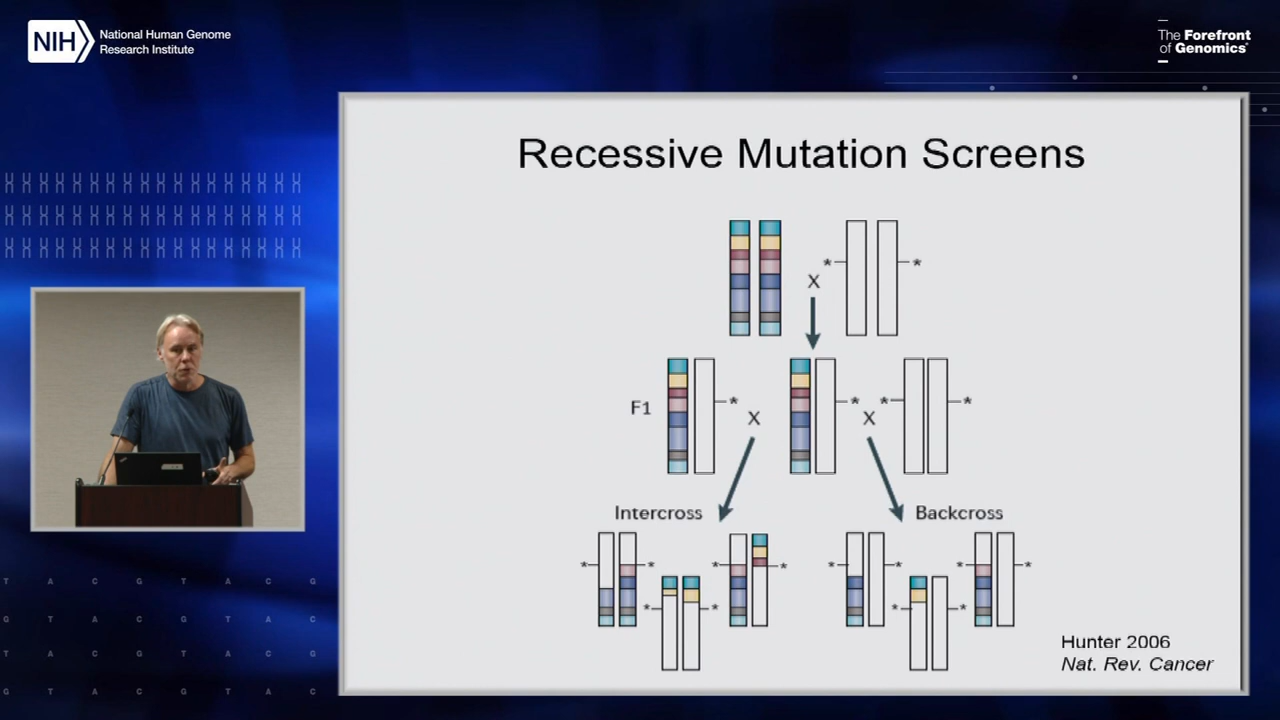 NIH
National Human Genome
Research Institute
The Forefront
of Genomics®
Recessive Mutation Screens
* *
X
F1
* * *
X X
Intercross
Backcross
* * * * * * * *
* * * *
T A C G T A C G
G T A C G T A C
T A C G T A C G
G T A C G T A C
Hunter 2006
Nat. Rev. Cancer